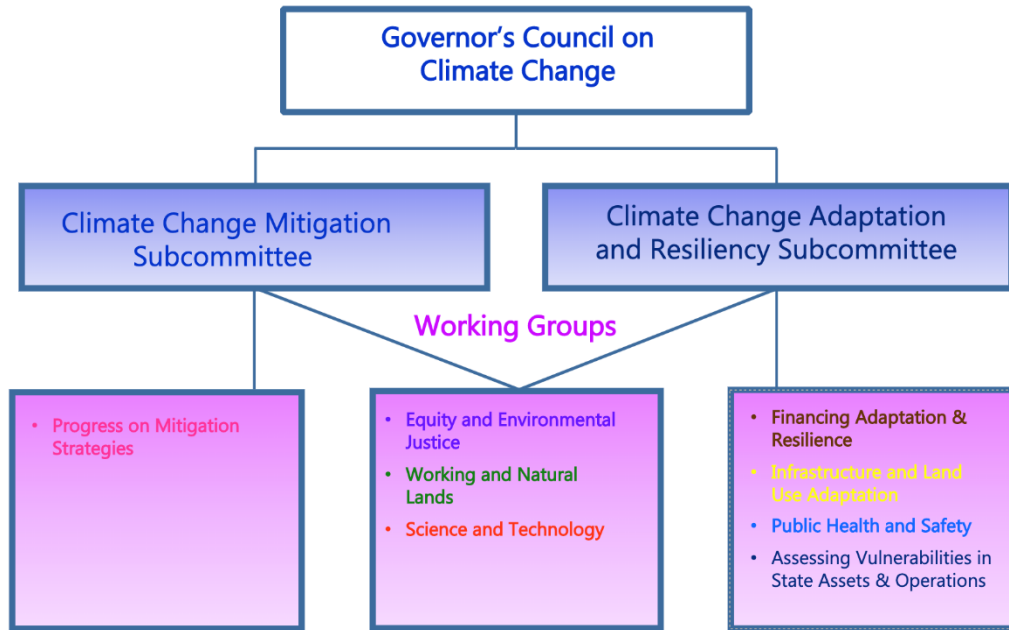 Governor's Council on
Climate Change
Climate Change Mitigation
Subcommittee
Climate Change Adaptation
and Resiliency Subcommittee
Working Groups
• Progress on Mitigation
Strategies
• Equity and Environmental
Justice
• Working and Natural
Lands
• Science and Technology
• Financing Adaptation &
Resilience
• Infrastructure and Land
Use Adaptation
• Public Health and Safety
• Assessing Vulnerabilities in
State Assets & Operations